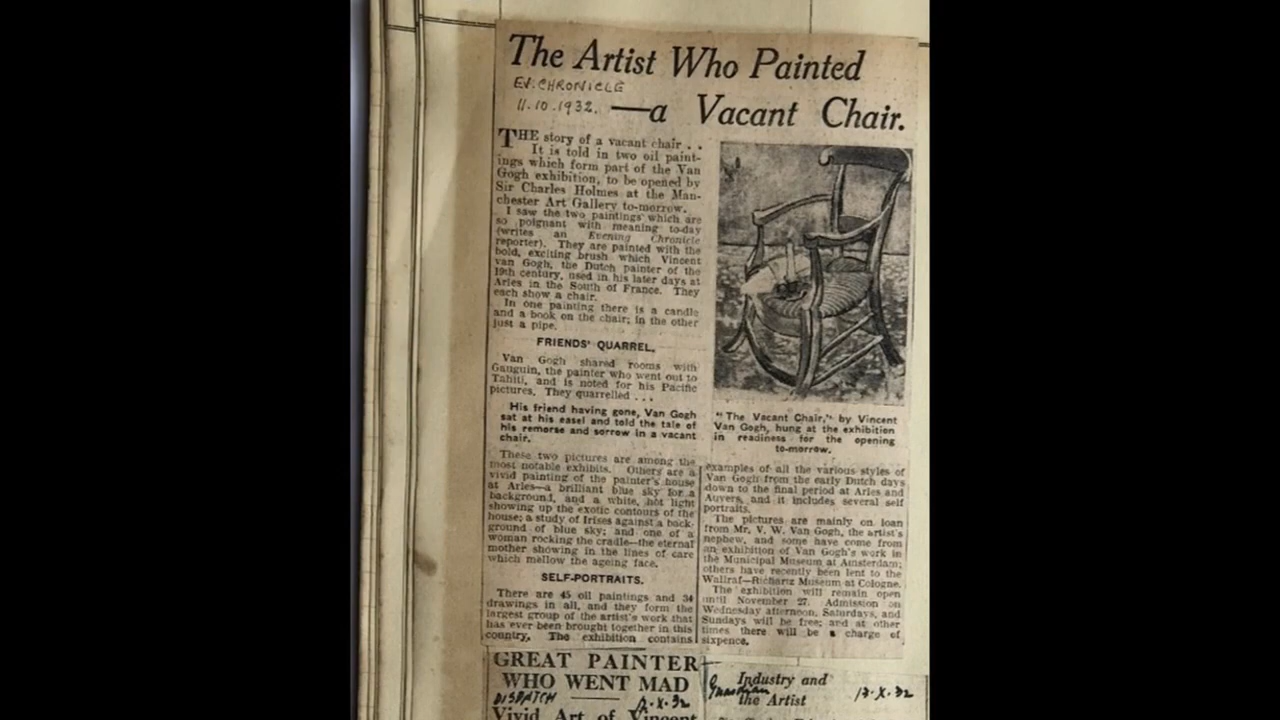 The Artist Who Painted
EV. CHRONICLE
11.10.1932.
—a Vacant Chair.
THE story of a vacant chair . .
It is told in two oil paint-
ings which form part of the Van
Gogh exhibition, to be opened by
Sir Charles Holmes at the Man-
chester Art Gallery to-morrow.
I saw the two paintings which are
so poignant with meaning to-day
(writes an Evening Chronicle
reporter). They are painted with the
bold, exciting brush which Vincent
van Gogh, the Dutch painter of the
19th century, used in his later days at
Arles in the South of France. They
each show a chair.
In one painting there is a candle
and a book on the chair; in the other
just a pipe.
FRIENDS' QUARREL.
Van Gogh shared rooms with
Gauguin, the painter who went out to
Tahiti, and is noted for his Pacific
pictures. They quarrelled . . .
His friend having gone, Van Gogh
sat at his easel and told the tale of
his remorse and sorrow in a vacant
chair.
These two pictures are among the
most notable exhibits. Others are a
vivid painting of the painter's house
at Arles—a brilliant blue sky for a
background, and a white, hot light
showing up the exotic contours of the
house; a study of Irises against a back-
ground of blue sky; and one of a
woman rocking the cradle—the eternal
mother showing in the lines of care
which mellow the ageing face.
SELF-PORTRAITS.
There are 45 oil paintings and 34
drawings in all, and they form the
largest group of the artist's work that
has ever been brought together in this
country. The exhibition contains
"The Vacant Chair," by Vincent
Van Gogh, hung at the exhibition
in readiness for the opening
to-morrow.
examples of all the various styles of
Van Gogh from the early Dutch days
down to the final period at Arles and
Auvers, and it includes several self
portraits.
The pictures are mainly on loan
from Mr. V. W. Van Gogh, the artist's
nephew, and some have come from
an exhibition of Van Gogh's work in
the Municipal Museum at Amsterdam;
others have recently been lent to the
Wallraf—Richartz Museum at Cologne.
The exhibition will remain open
until November 27. Admission on
Wednesday afternoon, Saturdays, and
Sundays will be free; and at other
times there will be a charge of
sixpence.
GREAT PAINTER
WHO WENT MAD
DISPATCH
Vivid Art of Vincent
Industry and
the Artist
Guardian
13.X.32